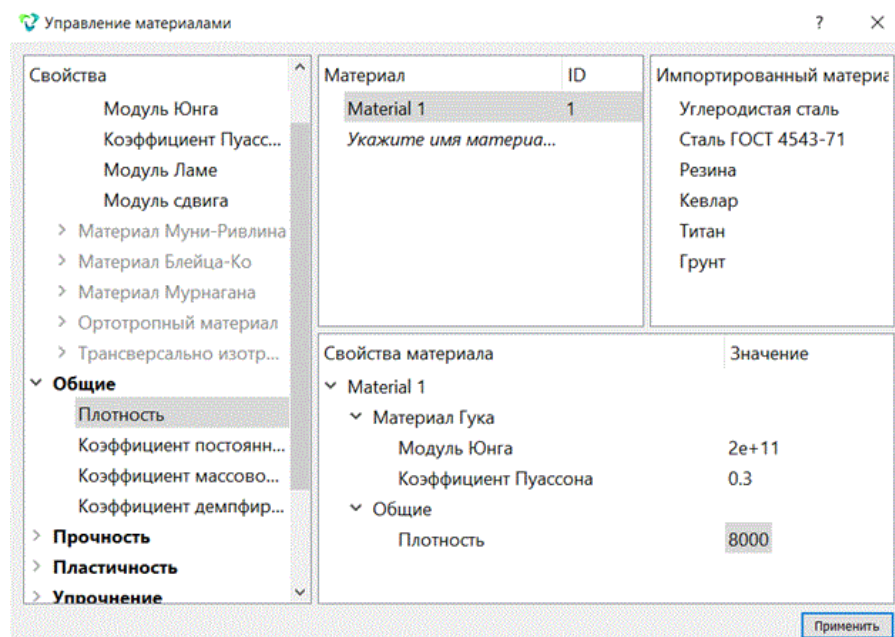 Управление материалами
?
Свойства
Модуль Юнга
Коэффициент Пуасс...
Модуль Ламе
Модуль сдвига
Материал Муни-Ривлина
Материал Блейца-Ко
Материал Мурнагана
Ортотропный материал
Трансверсально изотр...
Общие
Плотность
Коэффициент постоянн...
Коэффициент массово...
Коэффициент демпфир...
Прочность
Пластичность
Упрочнение
Материал ID
Material 1 1
Укажите имя материа...
Импортированный материа
Углеродистая сталь
Сталь ГОСТ 4543-71
Резина
Кевлар
Титан
Грунт
Свойства материала Значение
Material 1
Материал Гука
Модуль Юнга 2e+11
Коэффициент Пуассона 0.3
Общие
Плотность 8000
Применить